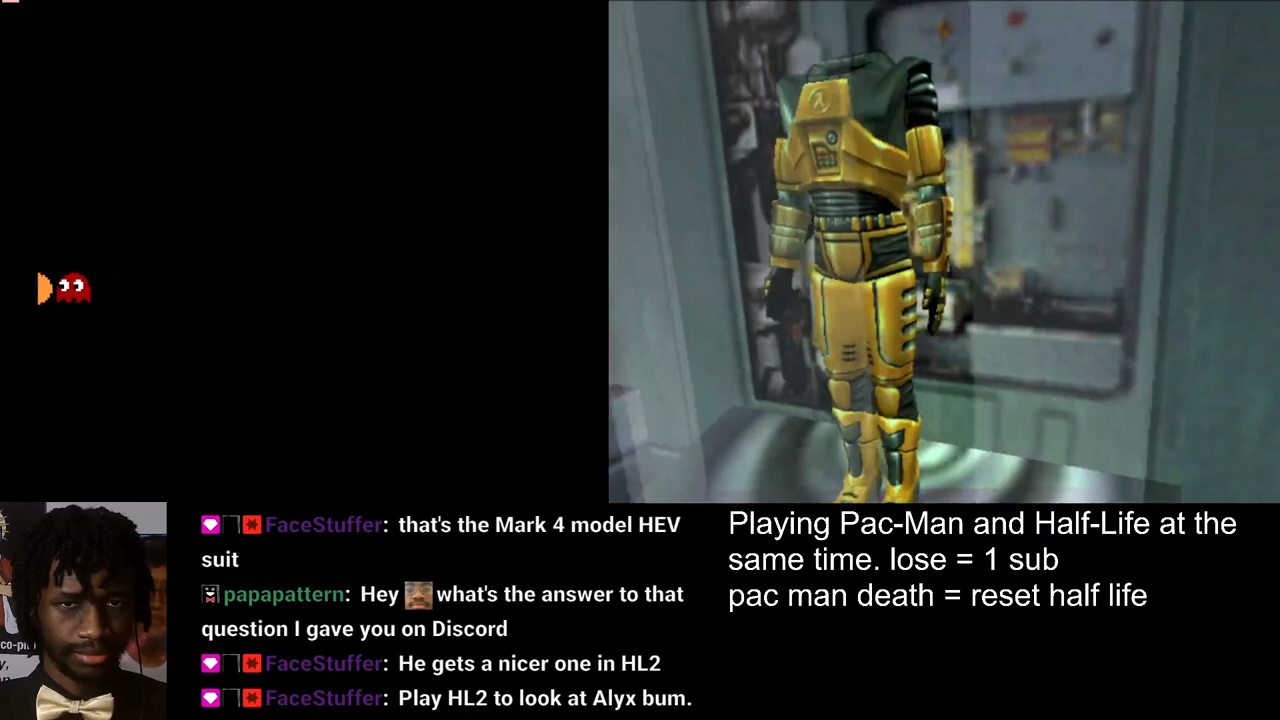 FaceStuffer: that's the Mark 4 model HEV
suit
papapattern: Hey what's the answer to that
question I gave you on Discord
FaceStuffer: He gets a nicer one in HL2
FaceStuffer: Play HL2 to look at Alyx bum.
Playing Pac-Man and Half-Life at the
same time. lose = 1 sub
pac man death = reset half life